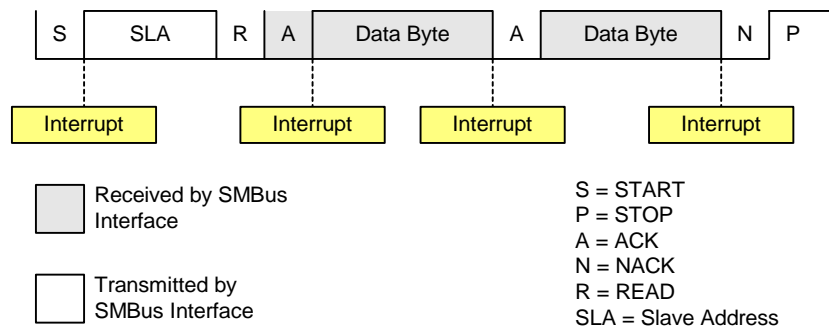 S SLA R A Data Byte A Data Byte N P
Interrupt Interrupt Interrupt Interrupt
Received by SMBus
Interface
Transmitted by
SMBus Interface
S = START
P = STOP
A = ACK
N = NACK
R = READ
SLA = Slave Address